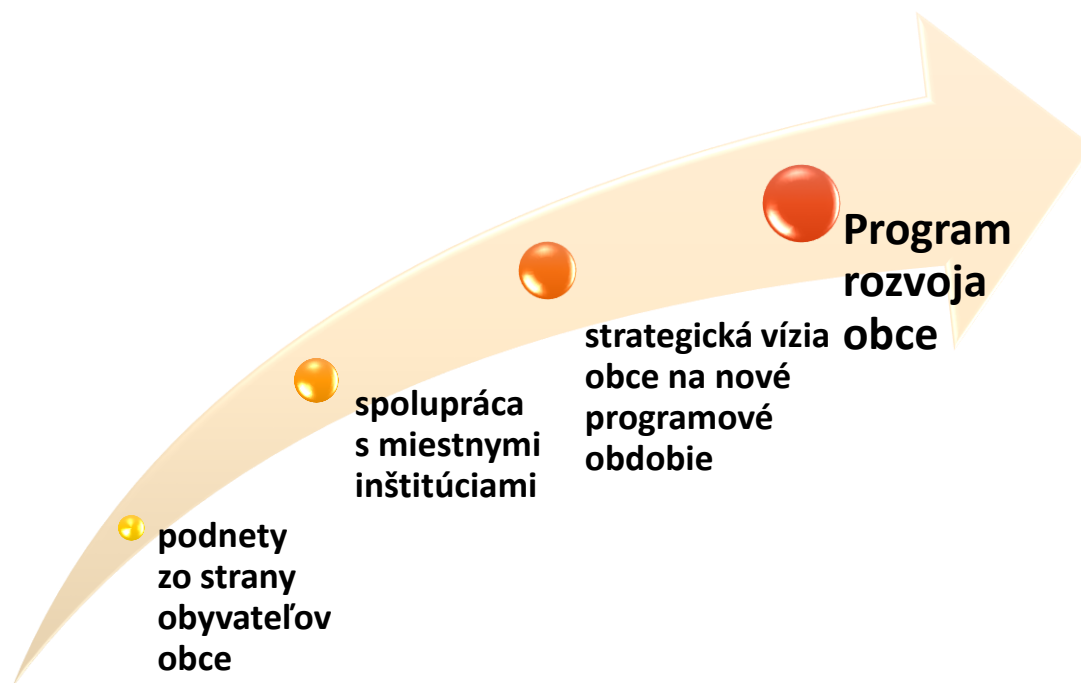 podnety
zo strany
obyvateľov
obce
spolupráca
s miestnymi
inštitúciami
strategická vízia
obce na nové
programové
obdobie
Program
rozvoja
obce